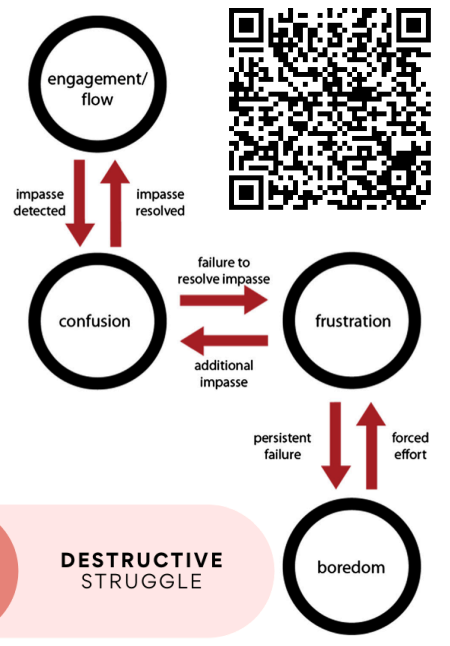 engagement/
flow
impasse
detected
impasse
resolved
failure to
resolve impasse
confusion
frustration
additional
impasse
persistent
failure
forced
effort
DESTRUCTIVE
STRUGGLE
boredom